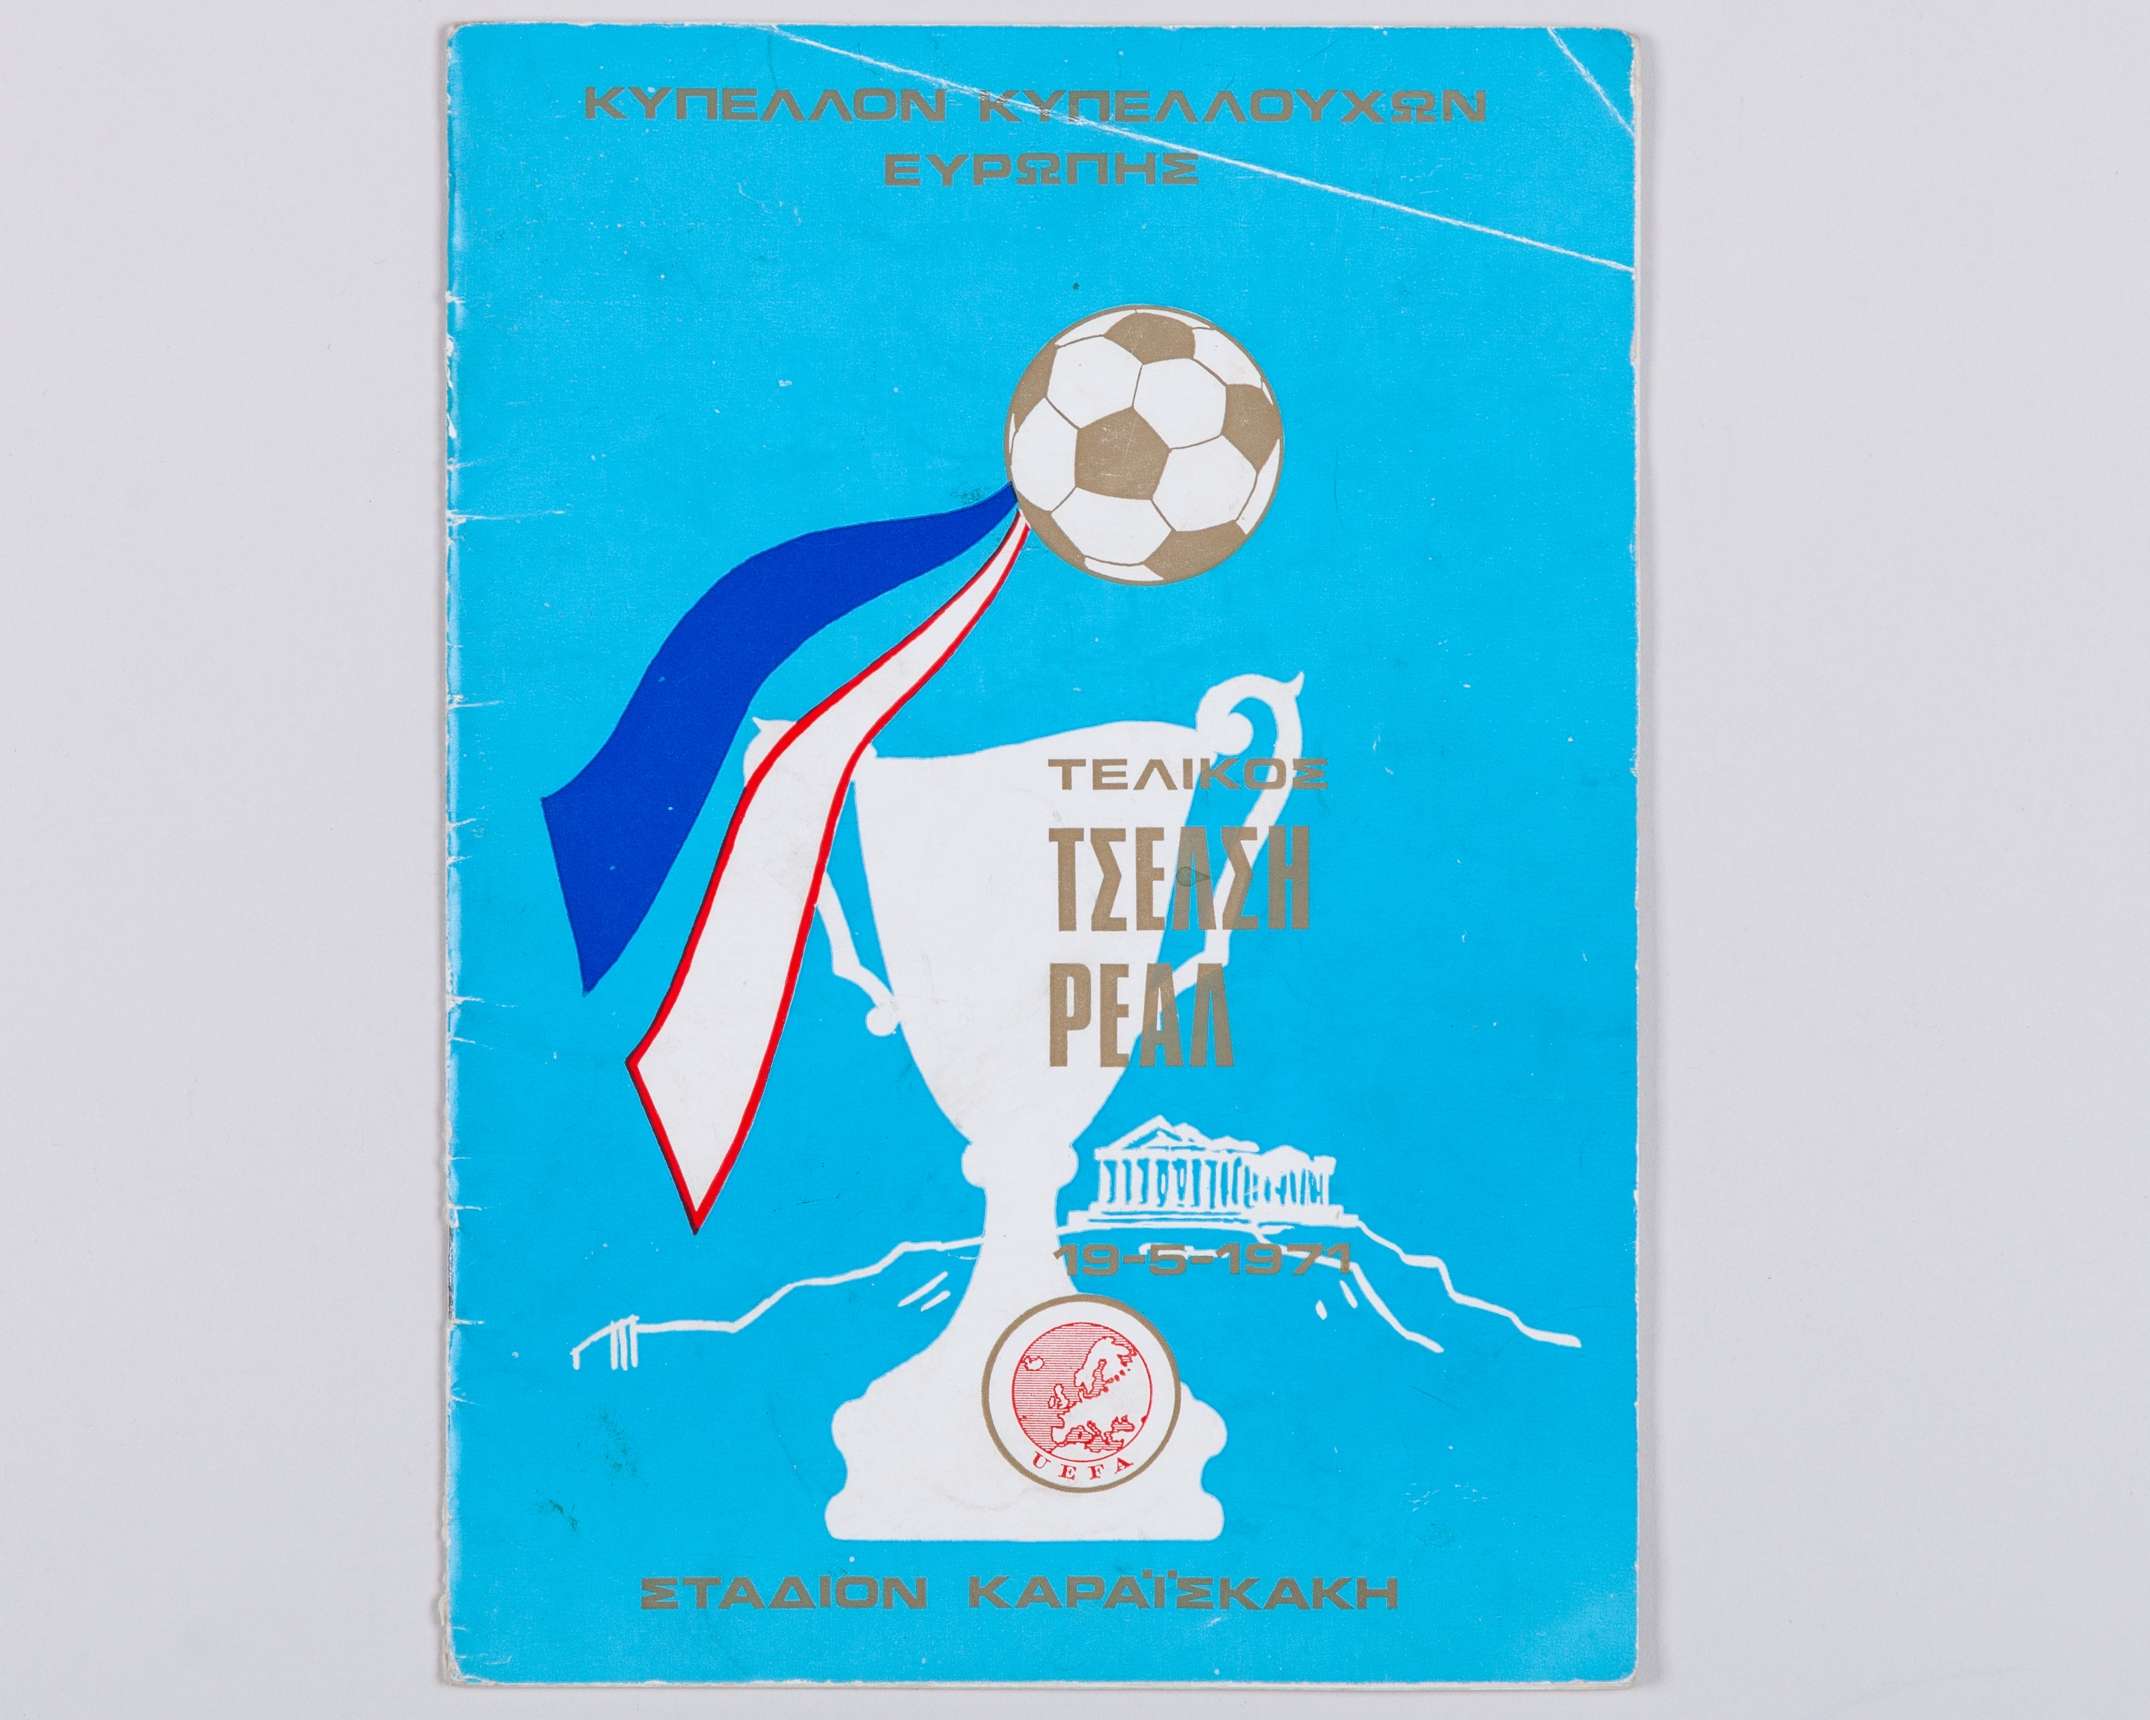 ΚΥΠΕΛΛΟΝ ΚΥΠΕΛΛΟΥΧΩΝ
ΕΥΡΩΠΗΣ
ΤΕΛΙΚΟΣ
ΤΣΕΛΣΗ
ΡΕΑΛ
19-5-1971
UEFA
ΣΤΑΔΙΟΝ ΚΑΡΑΪΣΚΑΚΗ